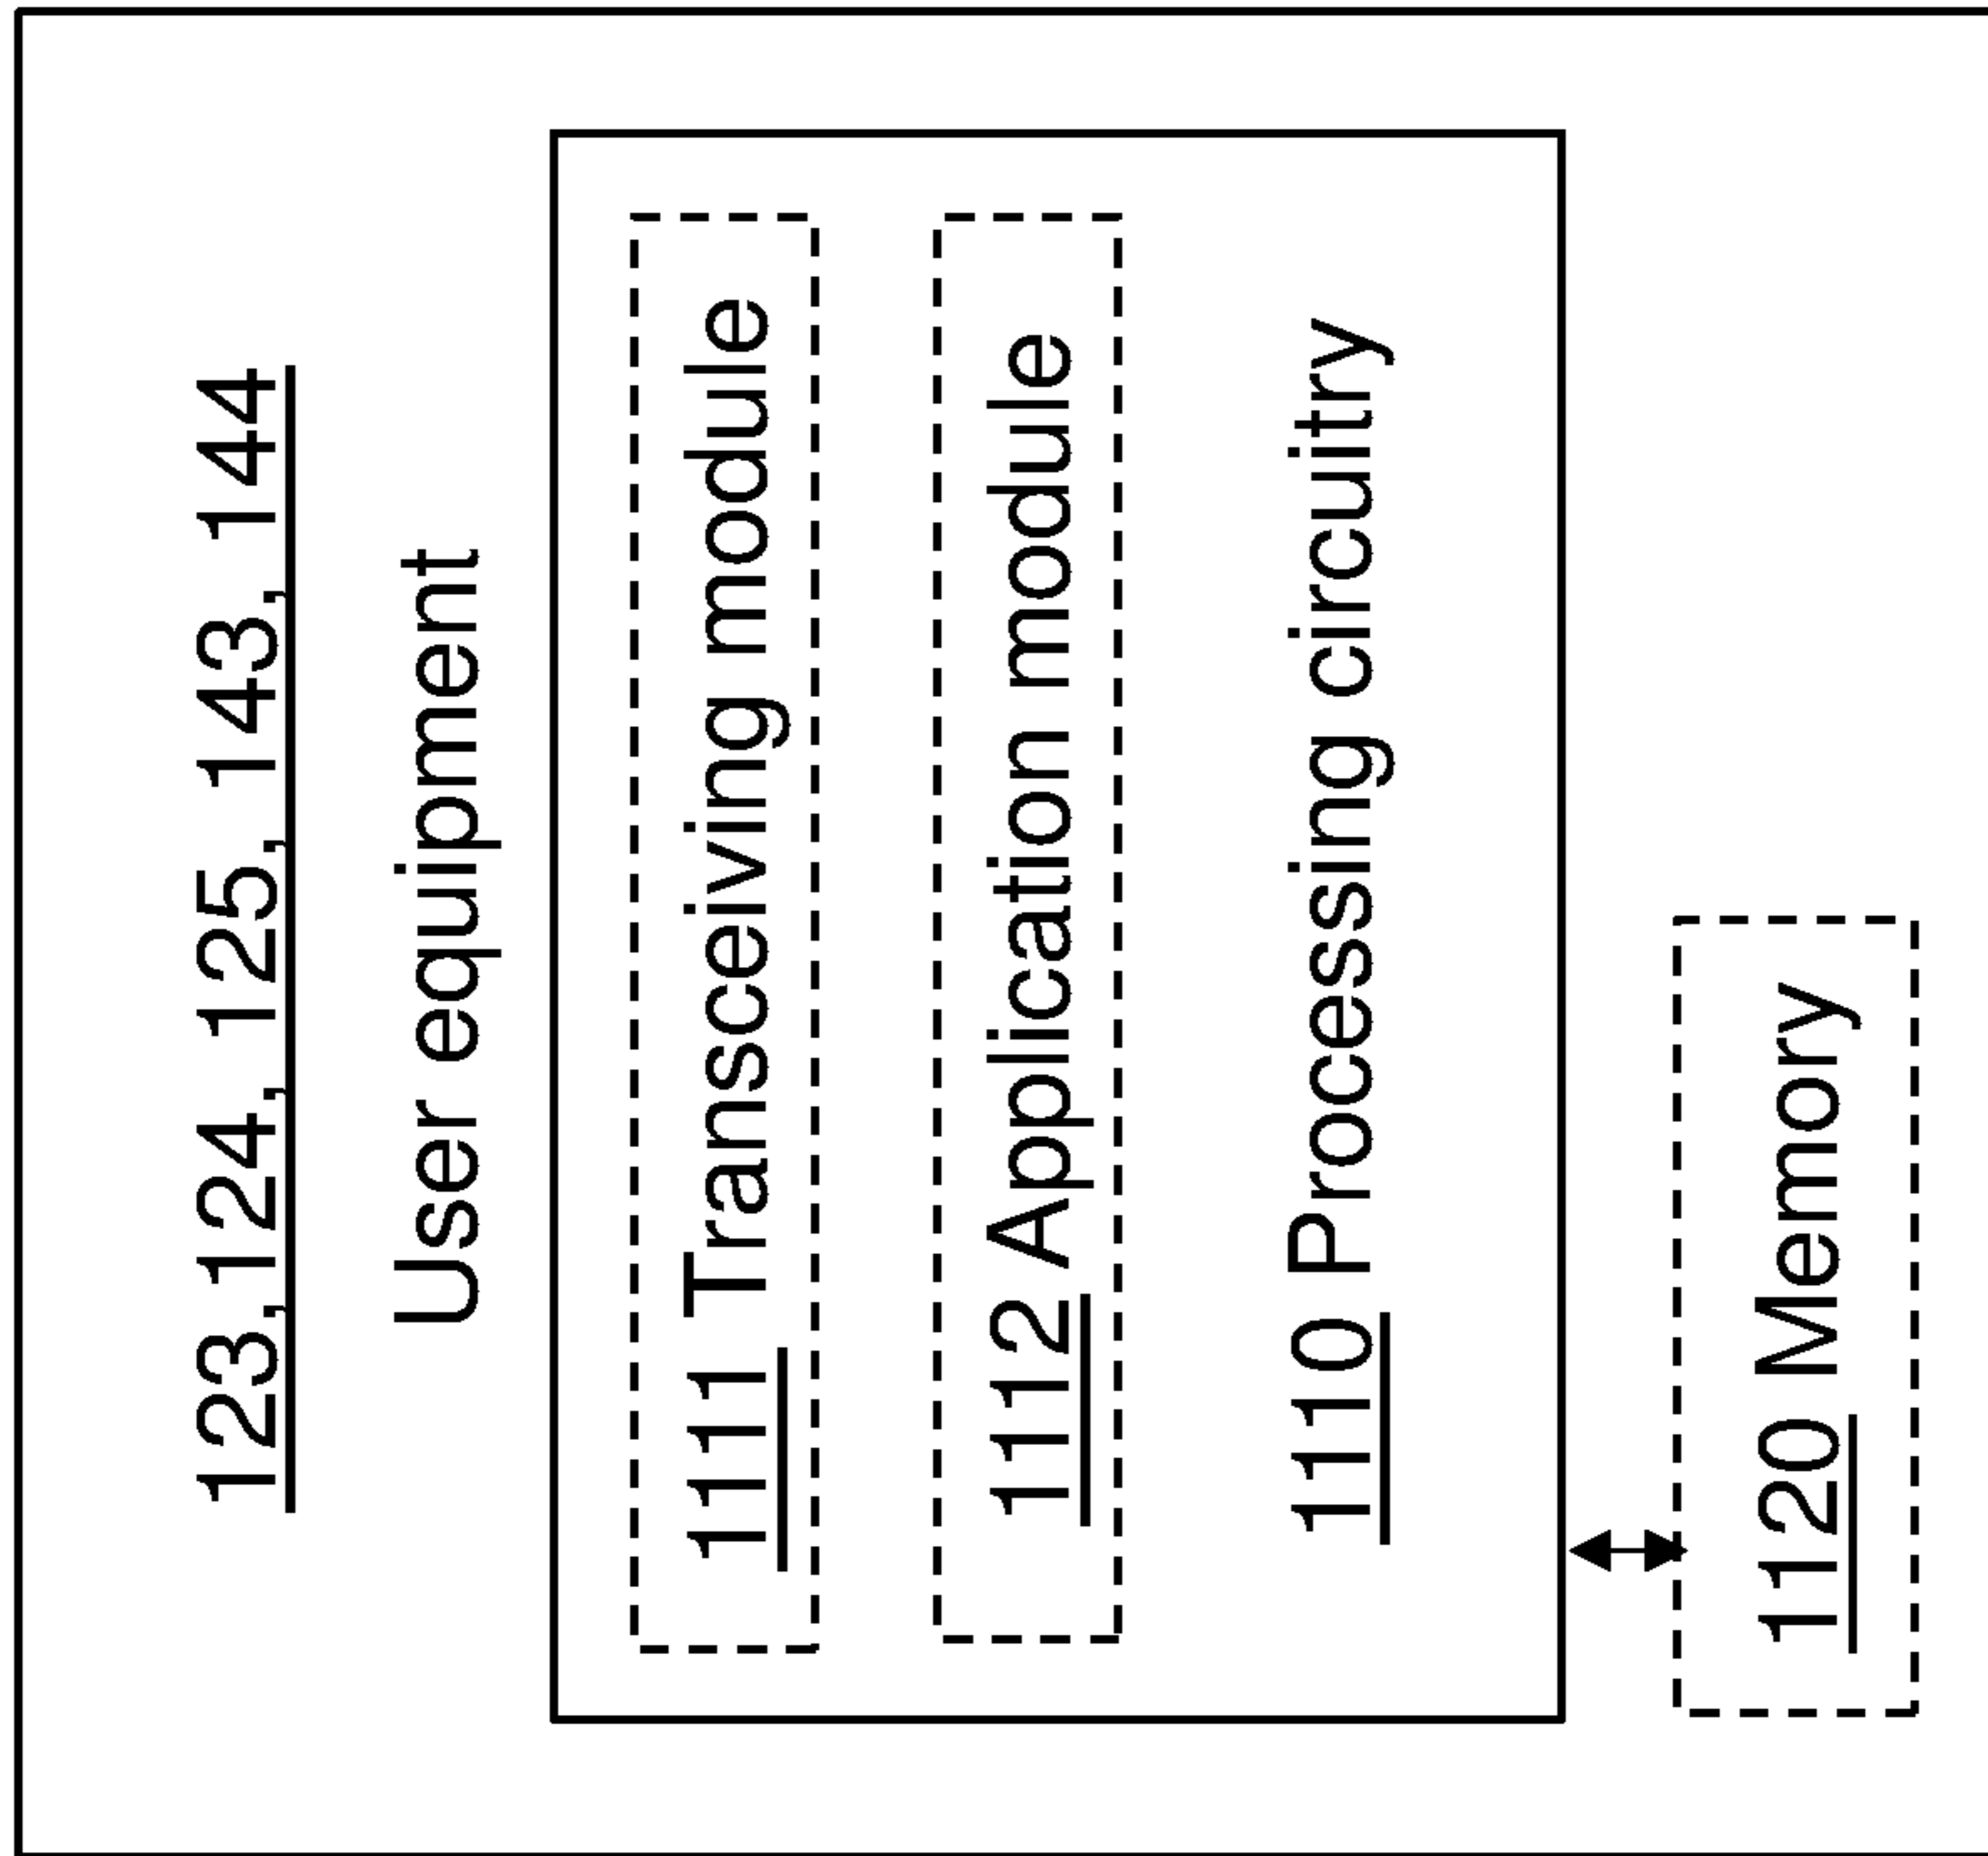 123,124, 125, 143, 144
User equipment
1111 Transceiving module
1112 Application module
1110 Processing circuitry
1120 Memory